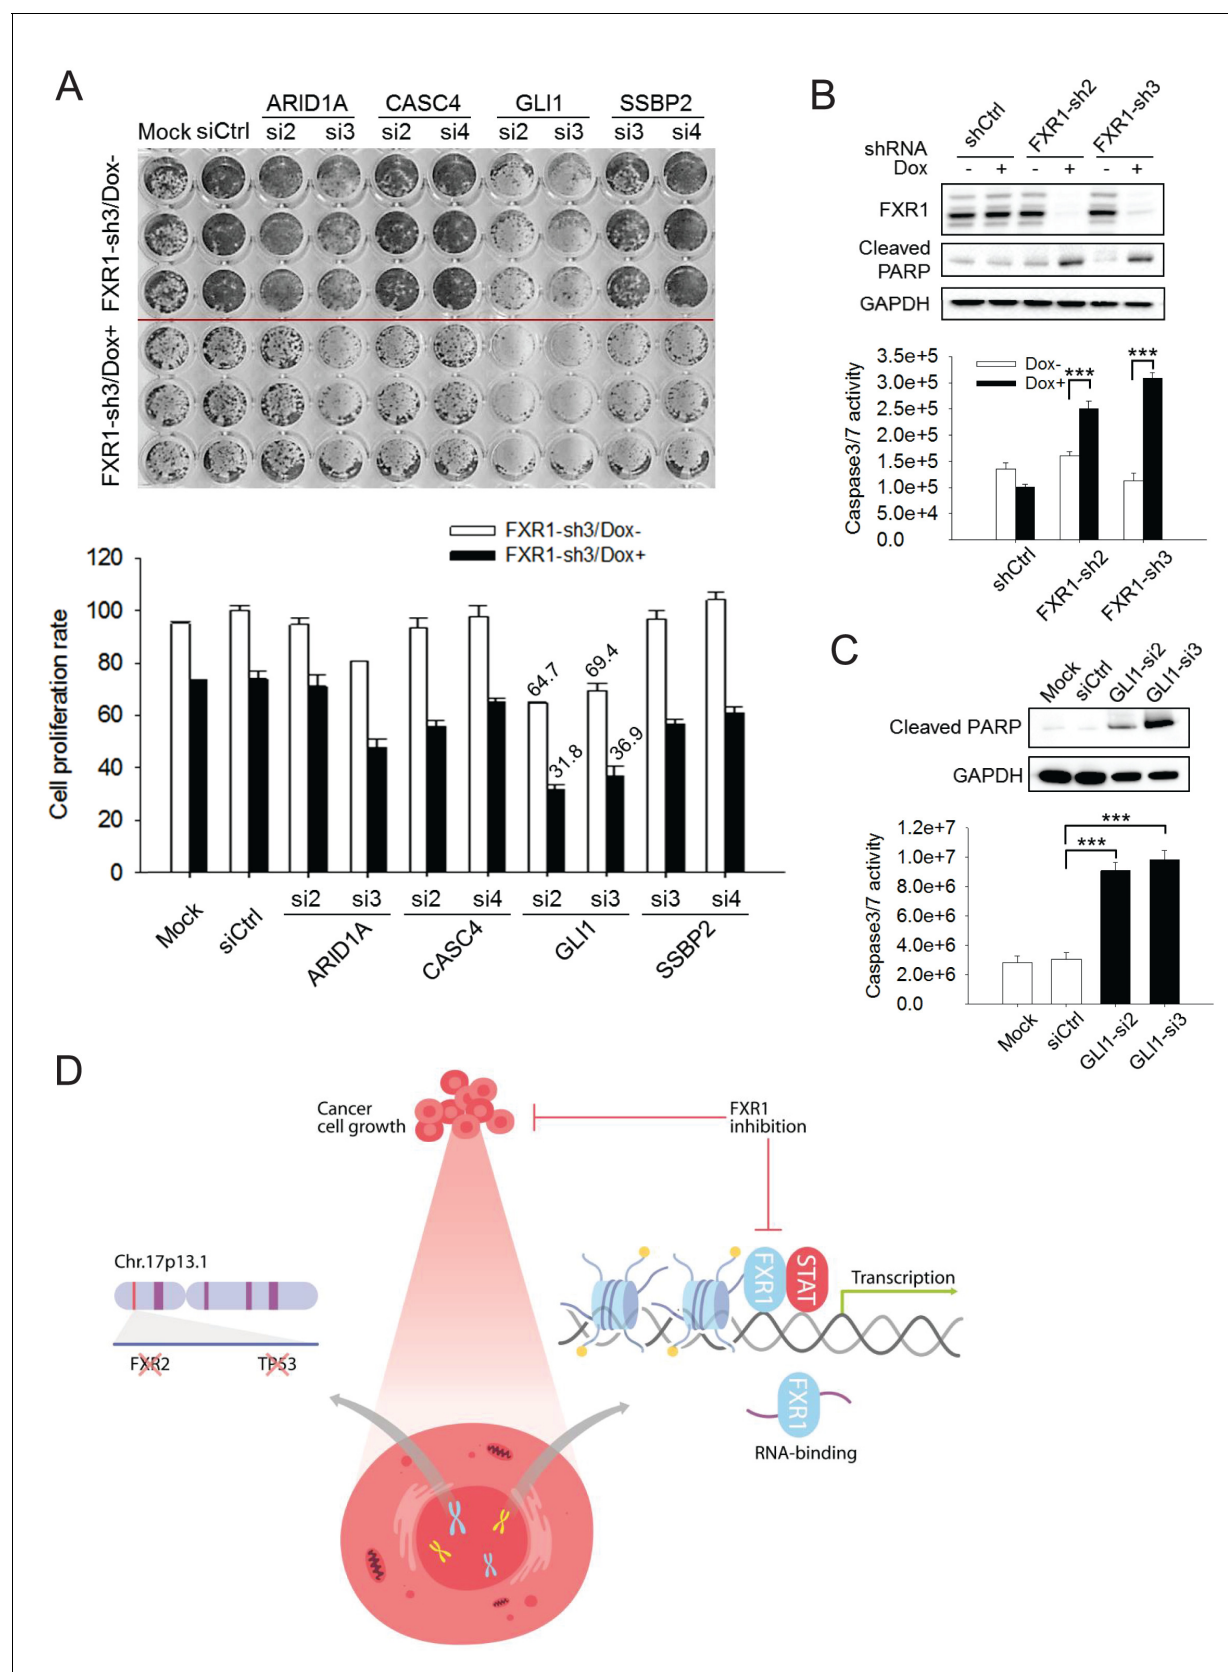 A
ARID1A CASC4 GLI1 SSBP2
Mock siCtrl si2 si3 si2 si4 si2 si3 si3 si4
FXR1-sh3/Dox-
FXR1-sh3/Dox+
FXR1-sh3/Dox-
FXR1-sh3/Dox+
Cell proliferation rate
120
100
80
60
40
20
0
64.7
31.8
69.4
36.9
si2 si3 si2 si4 si2 si3 si3 si4
Mock siCtrl ARID1A CASC4 GLI1 SSBP2
B
shRNA shCtrl FXR1-sh2 FXR1-sh3
Dox - + - + - +
FXR1
Cleaved
PARP
GAPDH
Caspase3/7 activity
3.5e+5
3.0e+5
2.5e+5
2.0e+5
1.5e+5
1.0e+5
5.0e+4
0.0
Dox-
Dox+
***
***
shCtrl FXR1-sh2 FXR1-sh3
C
Mock siCtrl GLI1-si2 GLI1-si3
Cleaved PARP
GAPDH
Caspase3/7 activity
1.2e+7
1.0e+7
8.0e+6
6.0e+6
4.0e+6
2.0e+6
0.0
***
***
Mock siCtrl GLI1-si2 GLI1-si3
D
Cancer
cell growth
FXR1
inhibition
Chr.17p13.1
FXR2 TP53
FXR1 STAT
Transcription
FXR1
RNA-binding